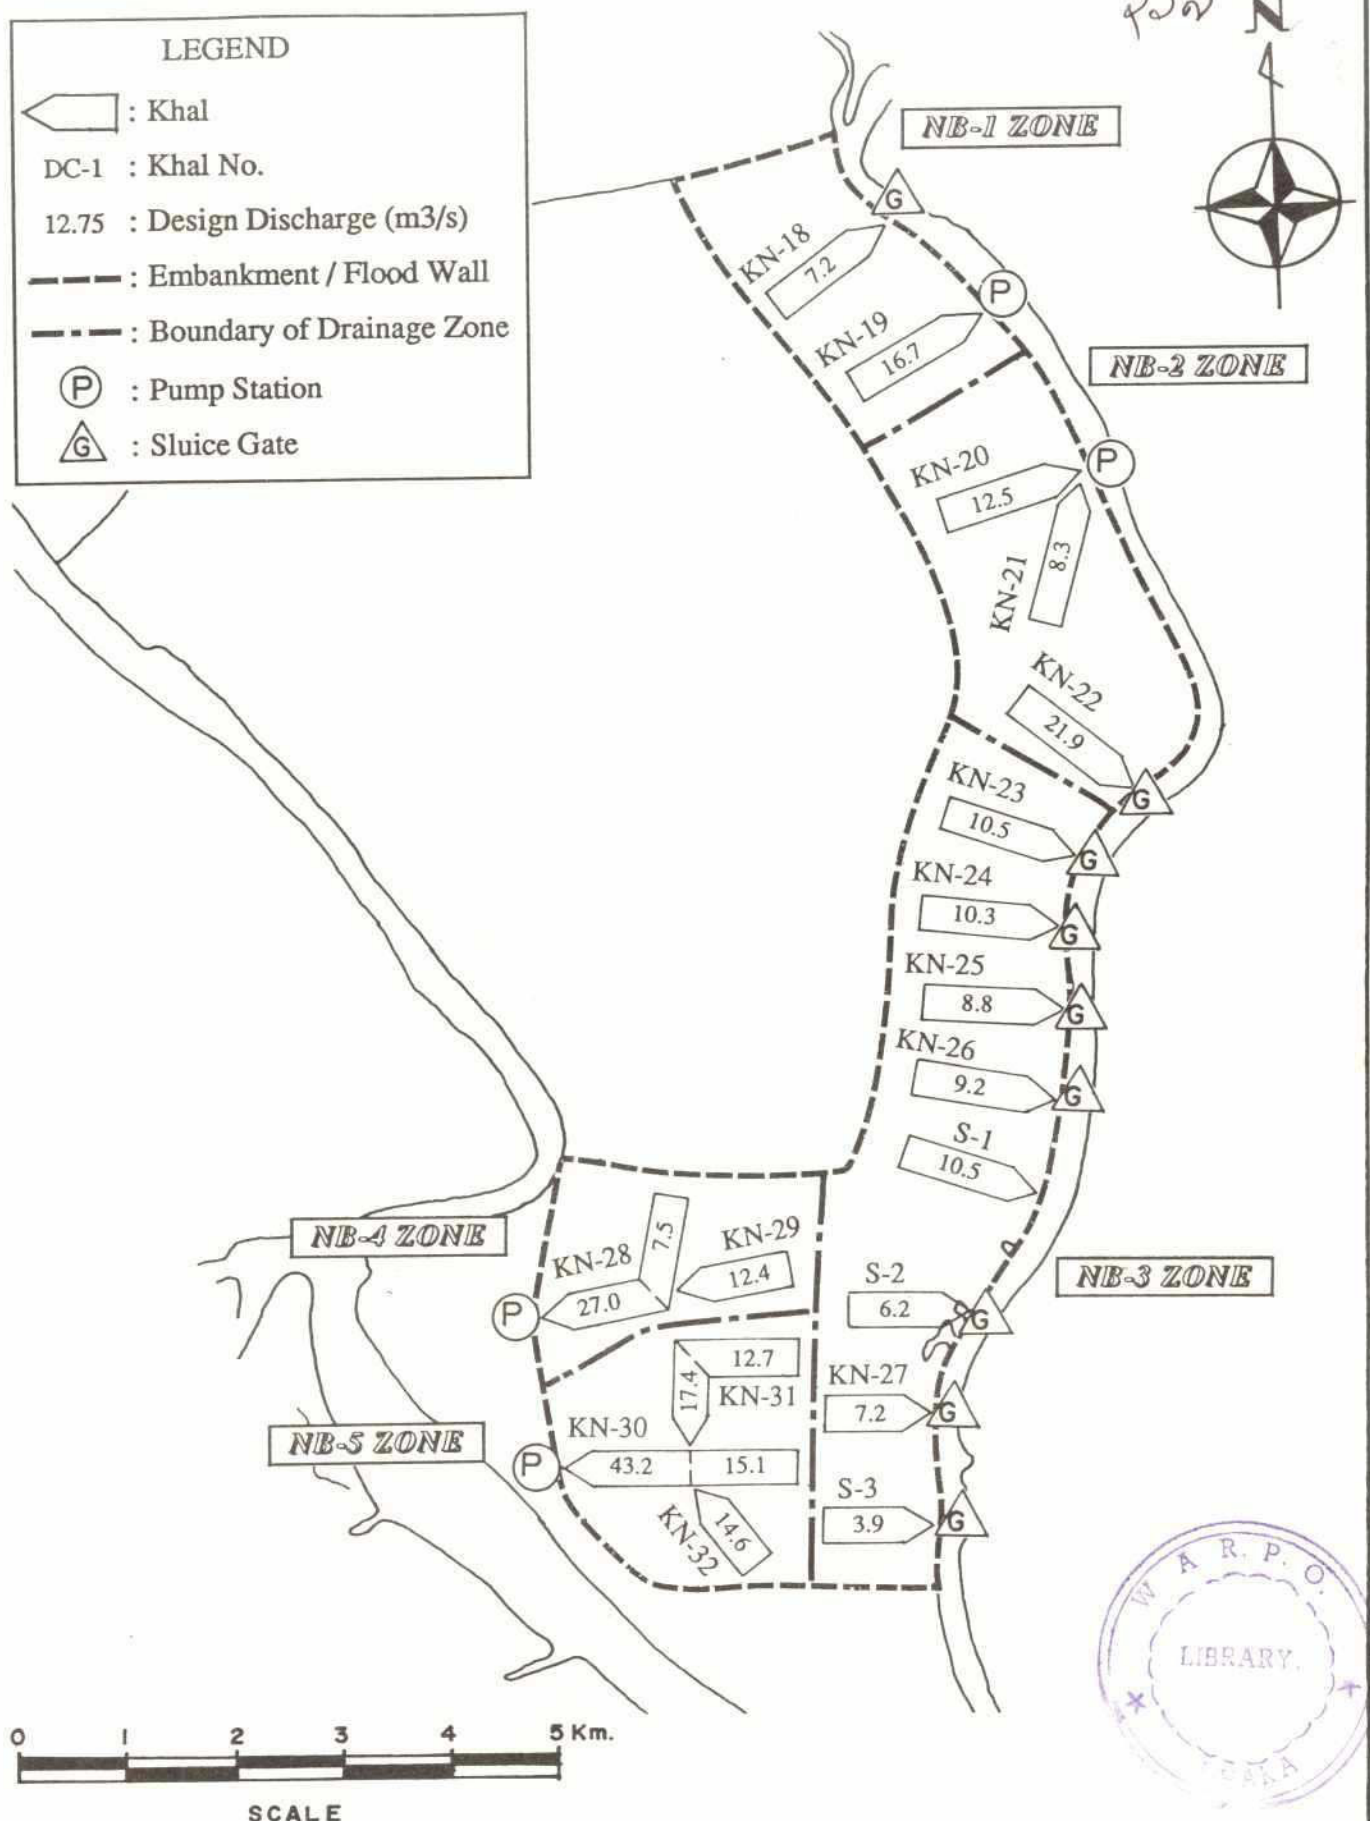 LEGEND
: Khal
DC-1 : Khal No.
12.75 : Design Discharge (m3/s)
: Embankment / Flood Wall
: Boundary of Drainage Zone
P : Pump Station
G : Sluice Gate
N
NB-1 ZONE
G
KN-18
7.2
P
KN-19
16.7
NB-2 ZONE
KN-20
12.5
P
KN-21
8.3
KN-22
21.9
G
KN-23
10.5
G
KN-24
10.3
G
KN-25
8.8
G
KN-26
9.2
G
S-1
10.5
NB-4 ZONE
KN-28
7.5
27.0
P
KN-29
12.4
NB-3 ZONE
S-2
6.2
G
12.7
17.4
KN-31
KN-27
7.2
G
NB-5 ZONE
KN-30
P
43.2
15.1
KN-32
14.6
S-3
3.9
G
W A R. P. O.
LIBRARY.
DHAKA
0 1 2 3 4 5 Km.
SCALE